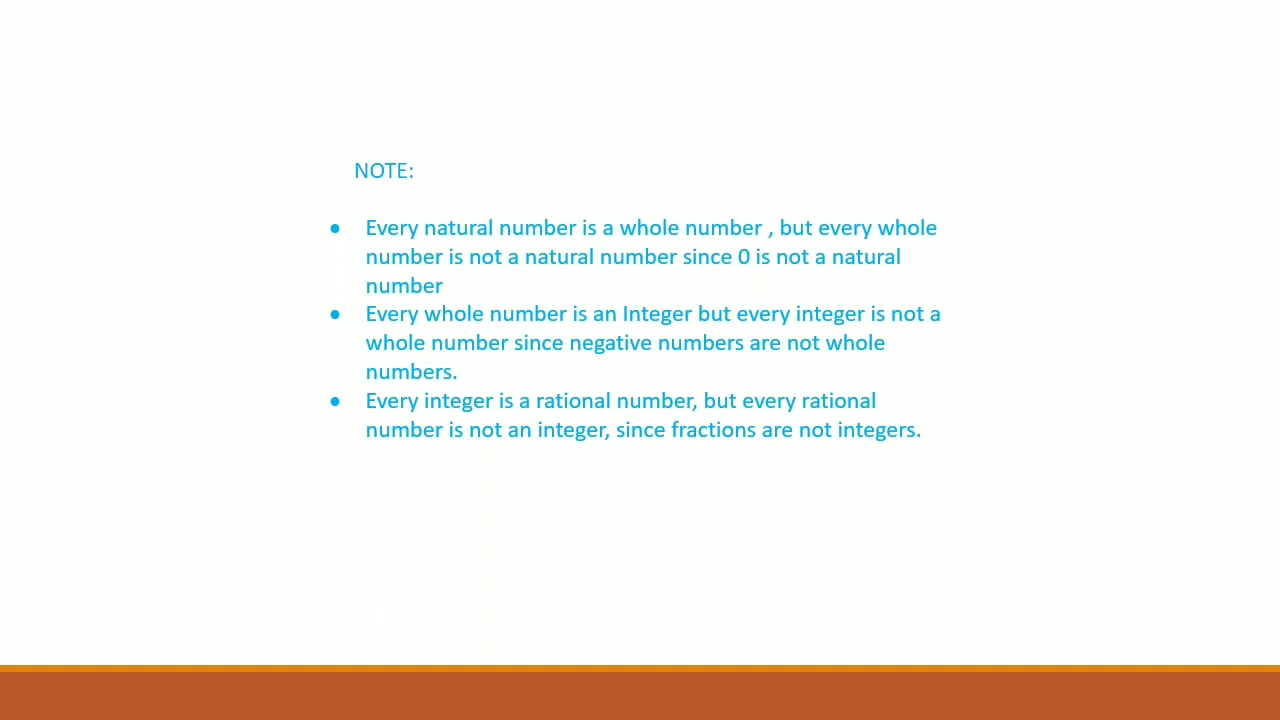 NOTE:
● Every natural number is a whole number , but every whole
number is not a natural number since 0 is not a natural
number
● Every whole number is an Integer but every integer is not a
whole number since negative numbers are not whole
numbers.
● Every integer is a rational number, but every rational
number is not an integer, since fractions are not integers.